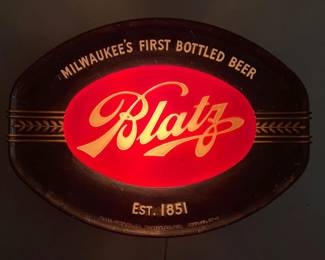 MILWAUKEE'S FIRST BOTTLED BEER
Blatz
EST. 1851